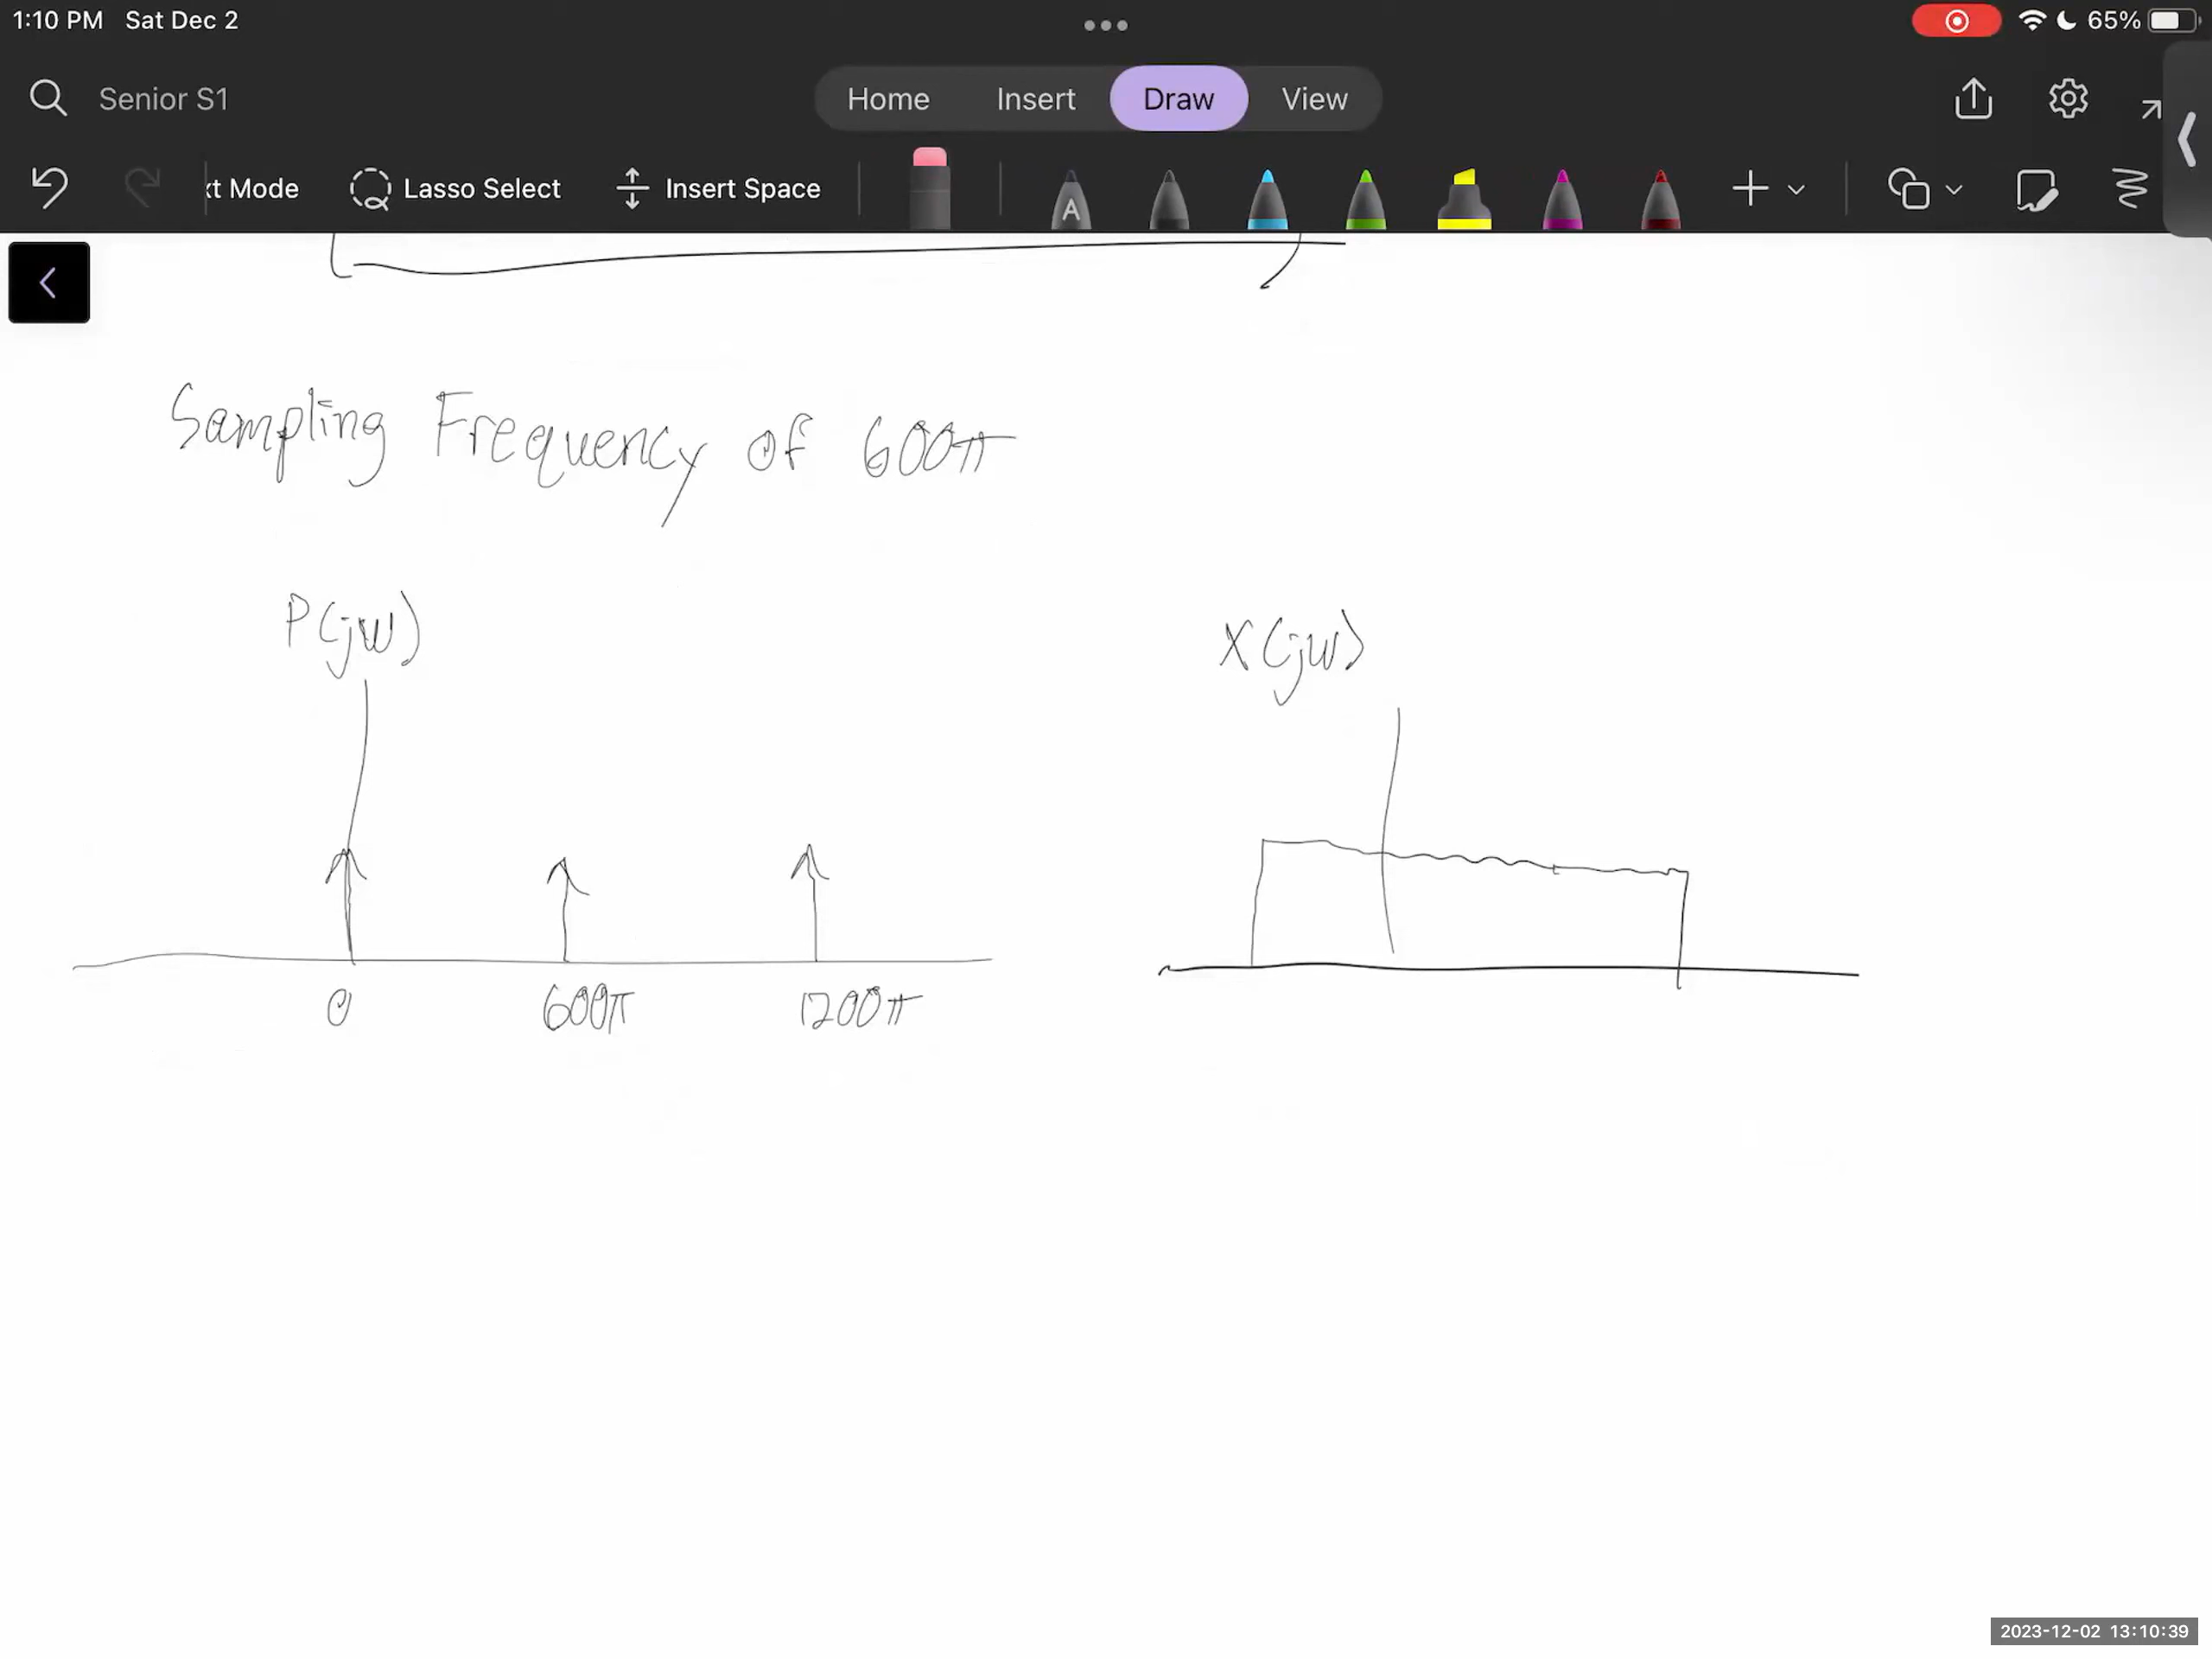 1:10 PM Sat Dec 2
65%
Senior S1
Home Insert Draw View
xt Mode Lasso Select Insert Space
A
Sampling Frequency of 600π
P(jw)
X(jw)
0 600π 1200π
2023-12-02 13:10:39